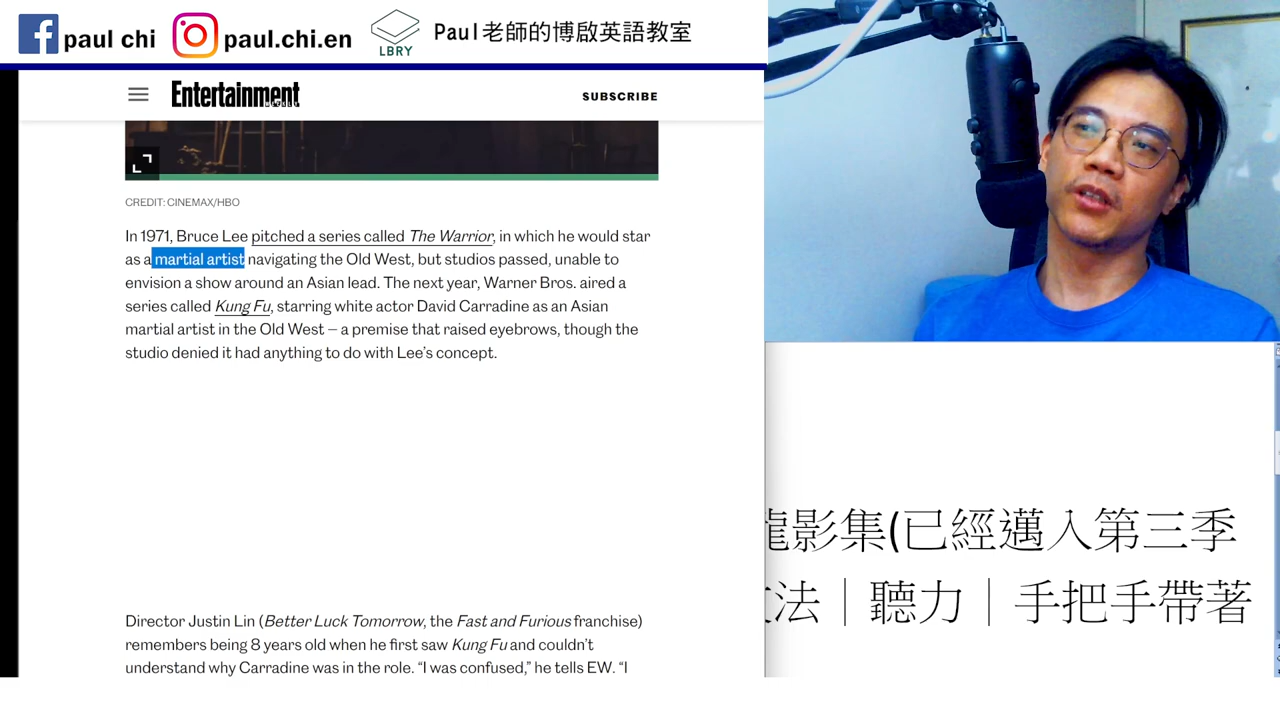 paul chi
paul.chi.en
LBRY
Paul老師的博啟英語教室
Entertainment
SUBSCRIBE
CREDIT: CINEMAX/HBO
In 1971, Bruce Lee pitched a series called The Warrior, in which he would star
as a martial artist navigating the Old West, but studios passed, unable to
envision a show around an Asian lead. The next year, Warner Bros. aired a
series called Kung Fu, starring white actor David Carradine as an Asian
martial artist in the Old West — a premise that raised eyebrows, though the
studio denied it had anything to do with Lee's concept.
Director Justin Lin (Better Luck Tomorrow, the Fast and Furious franchise)
remembers being 8 years old when he first saw Kung Fu and couldn't
understand why Carradine was in the role. "I was confused," he tells EW. "I
龍影集(已經邁入第三季
法｜聽力｜手把手帶著